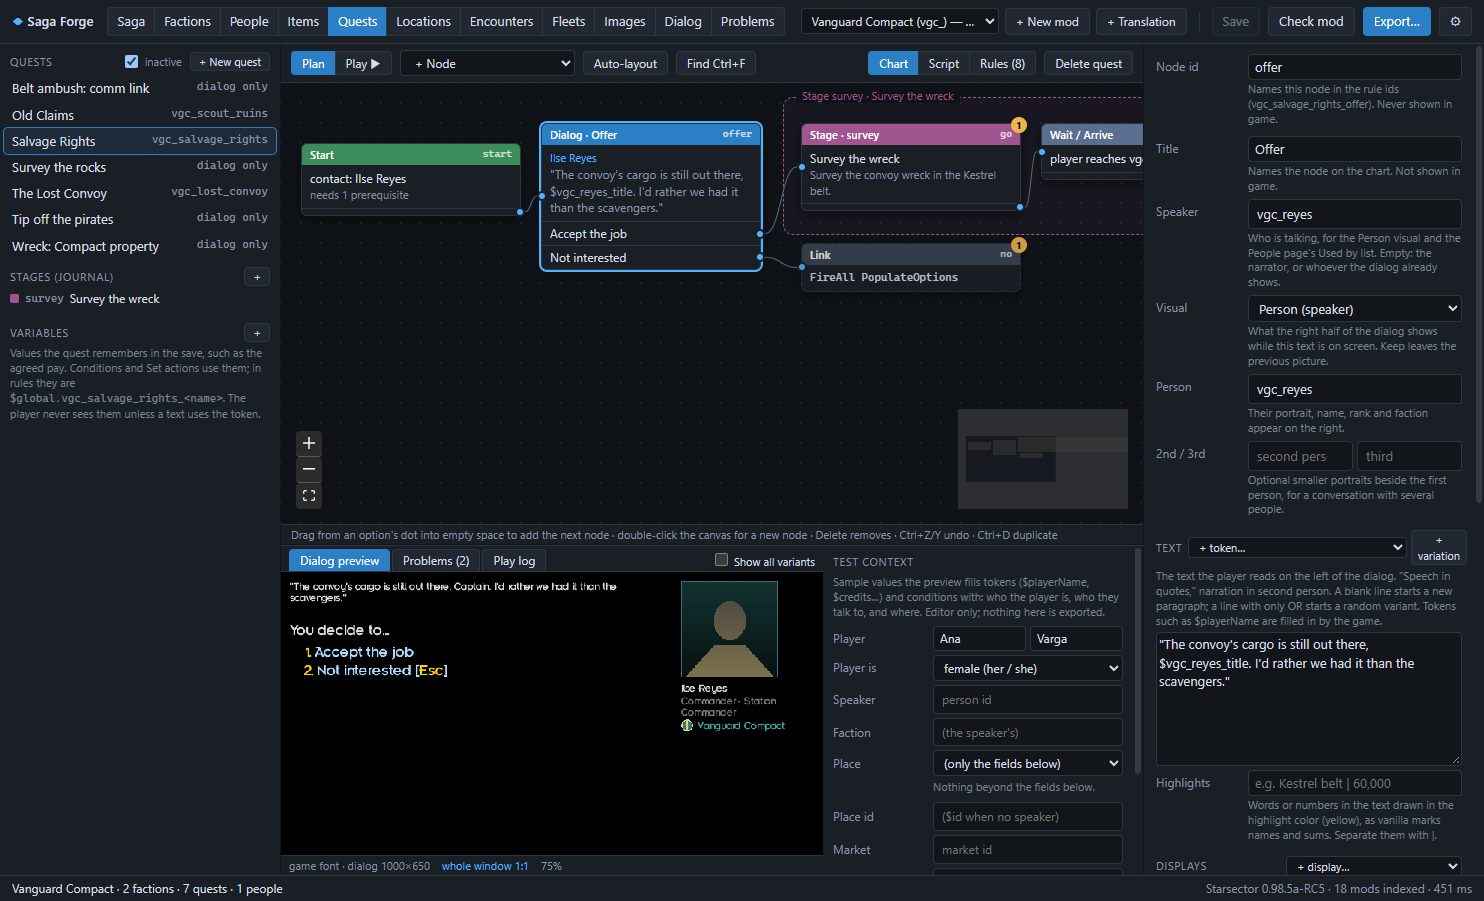 Saga Forge
Saga
Factions
People
Items
Quests
Locations
Encounters
Fleets
Images
Dialog
Problems
Vanguard Compact (vgc_) — ...
+ New mod
+ Translation
Save
Check mod
Export...
QUESTS
inactive
+ New quest
Belt ambush: comm link dialog only
Old Claims vgc_scout_ruins
Salvage Rights vgc_salvage_rights
Survey the rocks dialog only
The Lost Convoy vgc_lost_convoy
Tip off the pirates dialog only
Wreck: Compact property dialog only
STAGES (JOURNAL)
+
survey Survey the wreck
VARIABLES
+
Values the quest remembers in the save, such as the
agreed pay. Conditions and Set actions use them; in
rules they are
$global.vgc_salvage_rights_<name>. The
player never sees them unless a text uses the token.
Plan
Play ▶
+ Node
Auto-layout
Find Ctrl+F
Chart
Script
Rules (8)
Delete quest
Start start
contact: Ilse Reyes
needs 1 prerequisite
Dialog · Offer offer
Ilse Reyes
"The convoy's cargo is still out there,
$vgc_reyes_title. I'd rather we had it
than the scavengers."
Accept the job
Not interested
Stage survey · Survey the wreck
Stage · survey go
1
Survey the wreck
Survey the convoy wreck in the Kestrel
belt.
Wait / Arrive
player reaches vg
Link no
1
FireAll PopulateOptions
Drag from an option's dot into empty space to add the next node · double-click the canvas for a new node · Delete removes · Ctrl+Z/Y undo · Ctrl+D duplicate
Dialog preview
Problems (2)
Play log
Show all variants
"The convoy's cargo is still out there, Captain. I'd rather we had it than the
scavengers."
You decide to...
1. Accept the job
2. Not interested [Esc]
Ilse Reyes
Commander · Station
Commander
Vanguard Compact
game font · dialog 1000×650 whole window 1:1 75%
TEST CONTEXT
Sample values the preview fills tokens ($playerName,
$credits...) and conditions with: who the player is, who they
talk to, and where. Editor only; nothing here is exported.
Player Ana Varga
Player is female (her / she)
Speaker person id
Faction (the speaker's)
Place (only the fields below)
Nothing beyond the fields below.
Place id ($id when no speaker)
Market market id
Node id offer
Names this node in the rule ids
(vgc_salvage_rights_offer). Never shown in
game.
Title Offer
Names the node on the chart. Not shown in
game.
Speaker vgc_reyes
Who is talking, for the Person visual and the
People page's Used by list. Empty: the
narrator, or whoever the dialog already
shows.
Visual Person (speaker)
What the right half of the dialog shows
while this text is on screen. Keep leaves the
previous picture.
Person vgc_reyes
Their portrait, name, rank and faction
appear on the right.
2nd / 3rd second pers third
Optional smaller portraits beside the first
person, for a conversation with several
people.
TEXT + token...
+
variation
The text the player reads on the left of the dialog. "Speech in
quotes," narration in second person. A blank line starts a new
paragraph; a line with only OR starts a random variant. Tokens
such as $playerName are filled in by the game.
"The convoy's cargo is still out there,
$vgc_reyes_title. I'd rather we had it than the
scavengers."
Highlights e.g. Kestrel belt | 60,000
Words or numbers in the text drawn in the
highlight color (yellow), as vanilla marks
names and sums. Separate them with |.
DISPLAYS + display...
Vanguard Compact · 2 factions · 7 quests · 1 people
Starsector 0.98.5a-RC5 · 18 mods indexed · 451 ms